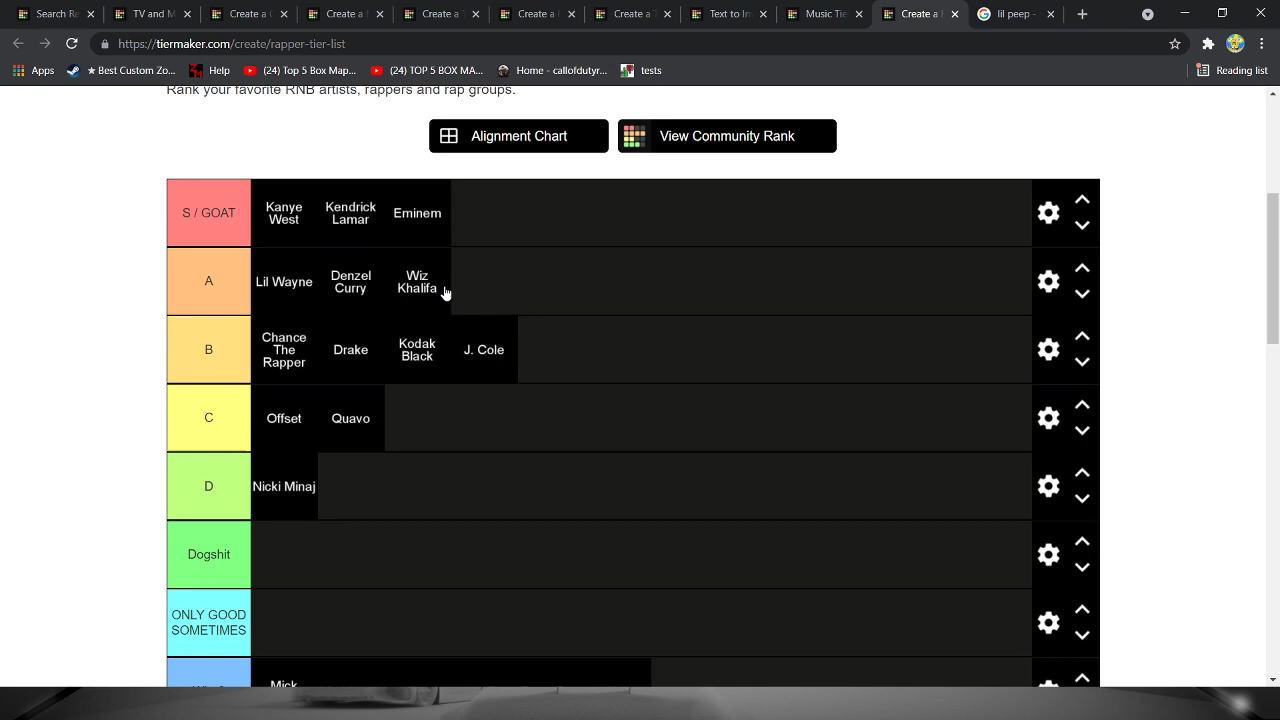 Search Re
TV and M
Create a C
Create a N
Create a T
Create a F
Create a T
Text to Im
Music Tie
Create a F
lil peep -
https://tiermaker.com/create/rapper-tier-list
Apps
★ Best Custom Zo...
Help
(24) Top 5 Box Map...
(24) TOP 5 BOX MA...
Home - callofdutyr...
tests
Reading list
Rank your favorite RNB artists, rappers and rap groups.
Alignment Chart
View Community Rank
S / GOAT
Kanye
West
Kendrick
Lamar
Eminem
A
Lil Wayne
Denzel
Curry
Wiz
Khalifa
B
Chance
The
Rapper
Drake
Kodak
Black
J. Cole
C
Offset
Quavo
D
Nicki Minaj
Dogshit
ONLY GOOD
SOMETIMES
Mick